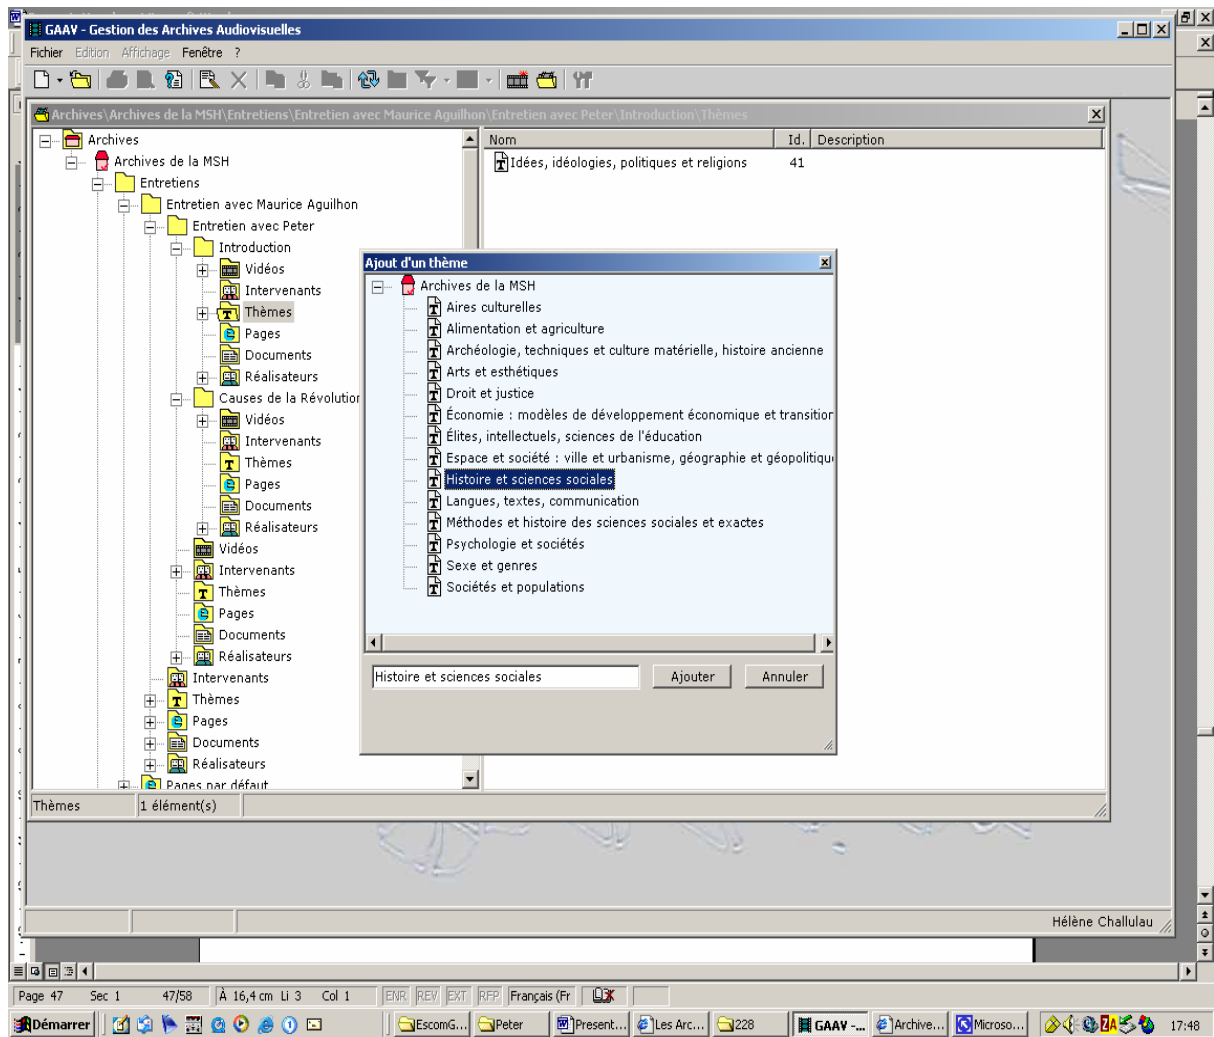 GAAV - Gestion des Archives Audiovisuelles
Fichier Edition Affichage Fenêtre ?
Archives\Archives de la MSH\Entretiens\Entretien avec Maurice Aguilhon\Entretien avec Peter\Introduction\Thèmes
Archives
Archives de la MSH
Entretiens
Entretien avec Maurice Aguilhon
Entretien avec Peter
Introduction
Vidéos
Intervenants
Thèmes
Pages
Documents
Réalisateurs
Causes de la Révolution
Vidéos
Intervenants
Thèmes
Pages
Documents
Réalisateurs
Vidéos
Intervenants
Thèmes
Pages
Documents
Réalisateurs
Intervenants
Thèmes
Pages
Documents
Réalisateurs
Pages par défaut
Nom Id. Description
Idées, idéologies, politiques et religions 41
Ajout d'un thème
Archives de la MSH
Aires culturelles
Alimentation et agriculture
Archéologie, techniques et culture matérielle, histoire ancienne
Arts et esthétiques
Droit et justice
Économie : modèles de développement économique et transition
Élites, intellectuels, sciences de l'éducation
Espace et société : ville et urbanisme, géographie et géopolitiqu
Histoire et sciences sociales
Langues, textes, communication
Méthodes et histoire des sciences sociales et exactes
Psychologie et sociétés
Sexe et genres
Sociétés et populations
Histoire et sciences sociales Ajouter Annuler
Thèmes 1 élément(s)
Hélène Challulau
Page 47 Sec 1 47/58 À 16,4 cm Li 3 Col 1 ENR REV EXT RFP Français (Fr
Démarrer EscomG... Peter Present... Les Arc... 228 GAAV -... Archive... Microso... 17:48